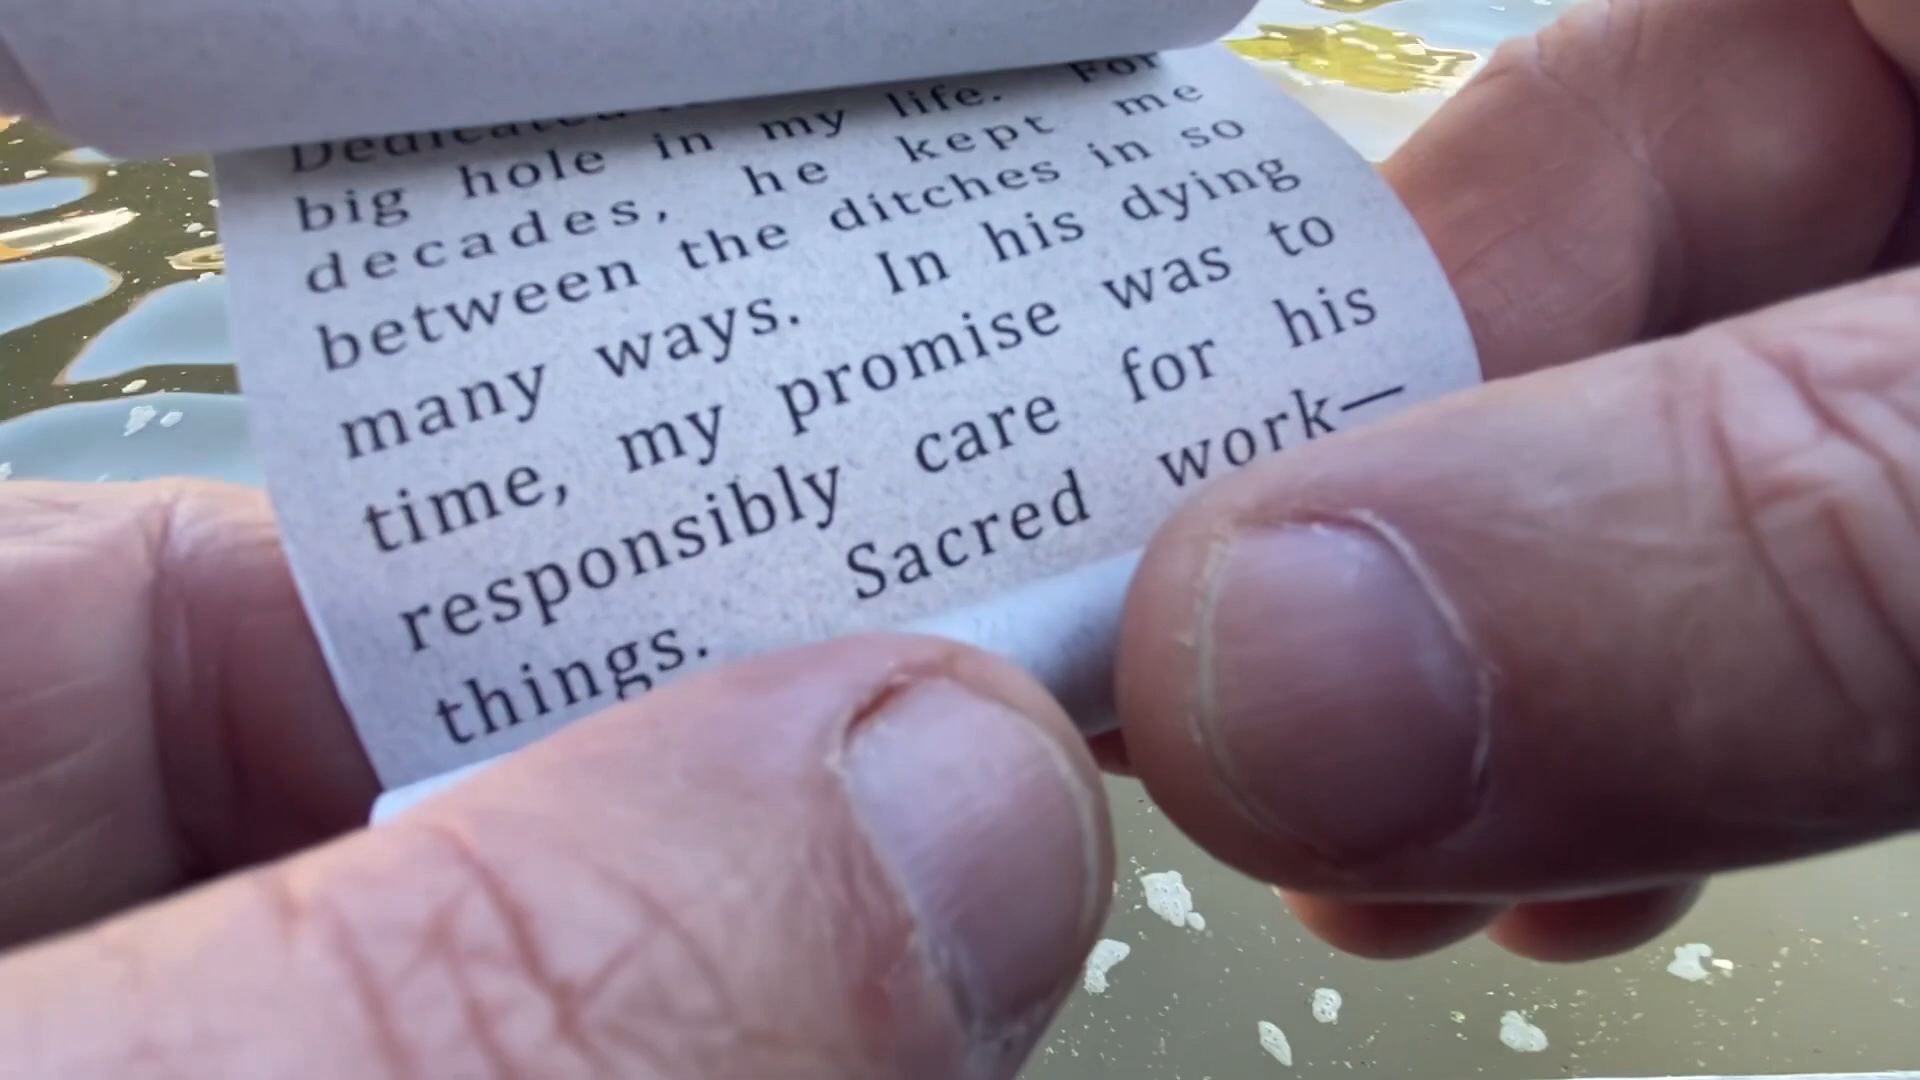 Dedicated
big hole in my life. For
decades, he kept me
between the ditches in so
many ways. In his dying
time, my promise was to
responsibly care for his
things. Sacred work—